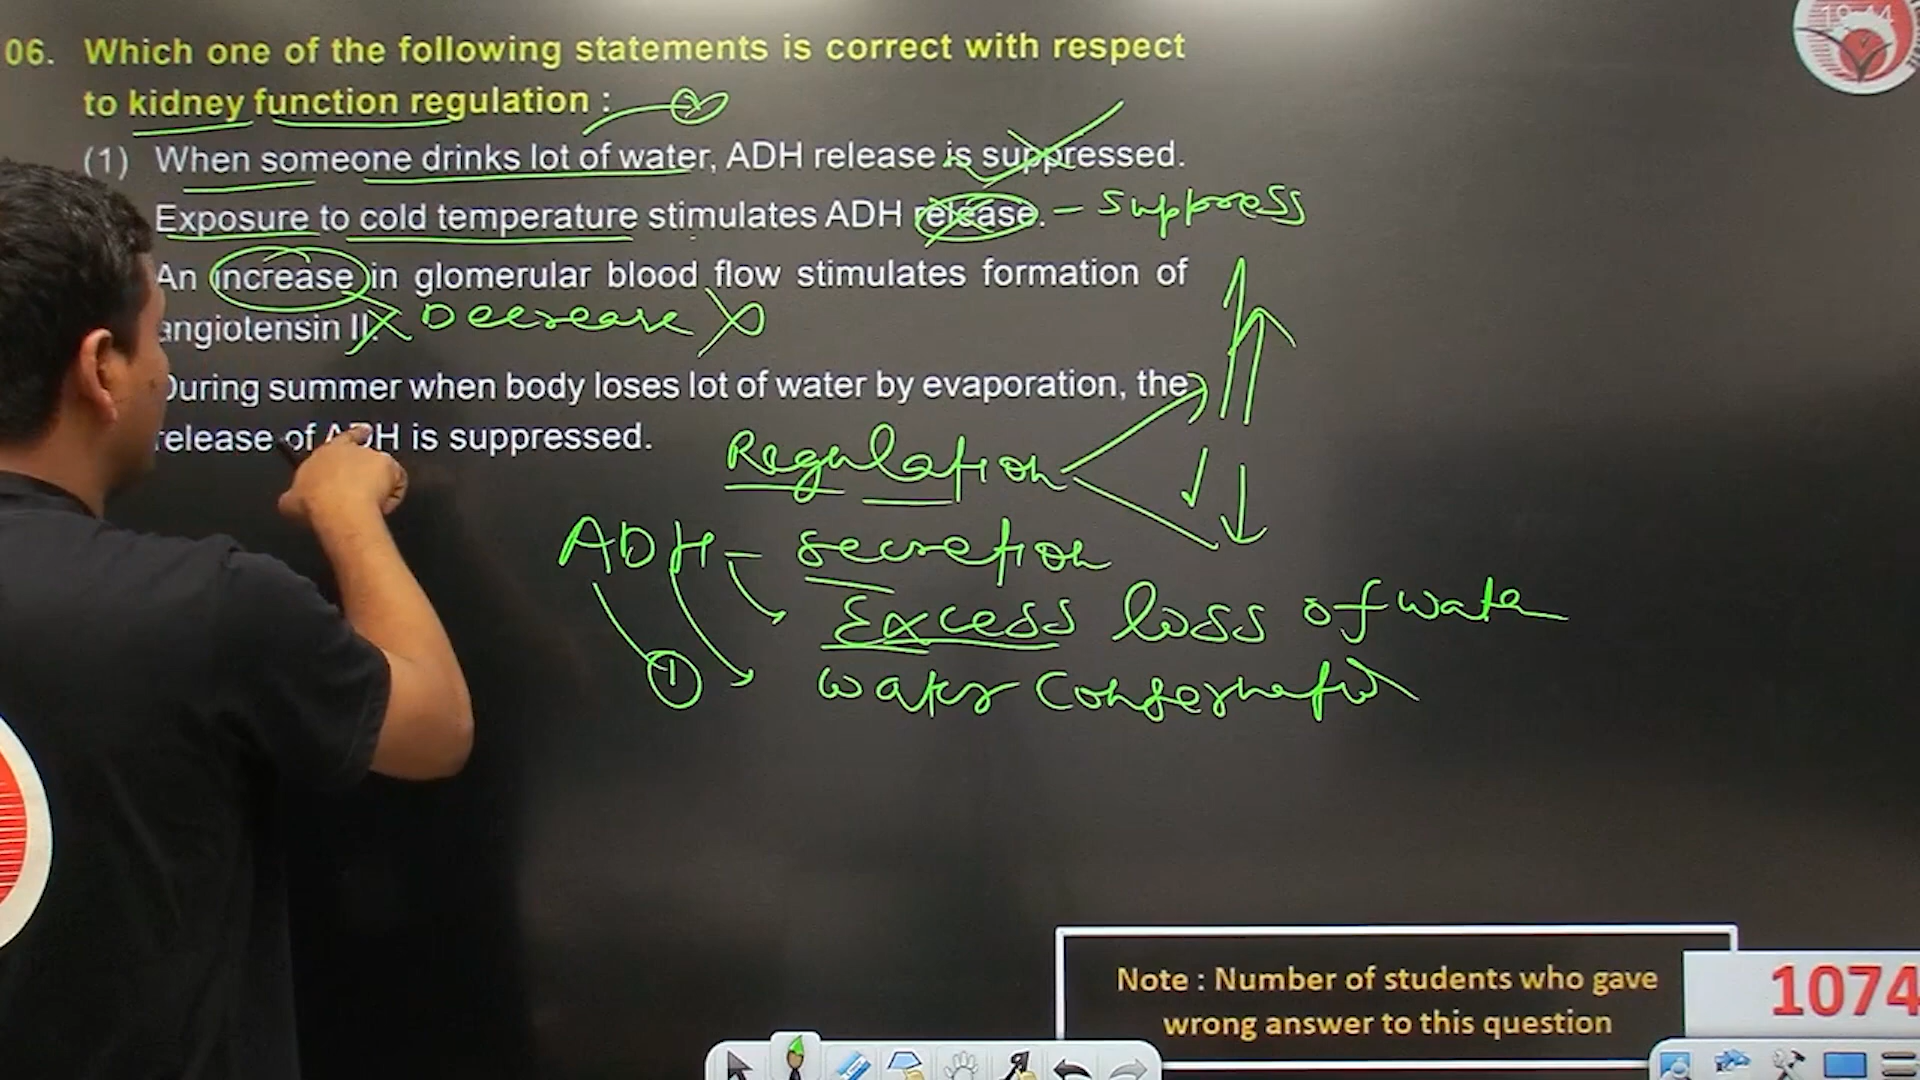 06. Which one of the following statements is correct with respect
to kidney function regulation :
(1) When someone drinks lot of water, ADH release is suppressed.
Exposure to cold temperature stimulates ADH release. - Suppress
An increase in glomerular blood flow stimulates formation of
angiotensin II. Decrease
During summer when body loses lot of water by evaporation, the
release of ADH is suppressed.
Regulation
ADH - secretion
Excess loss of water
1
water Conservation
Note : Number of students who gave
wrong answer to this question
1074